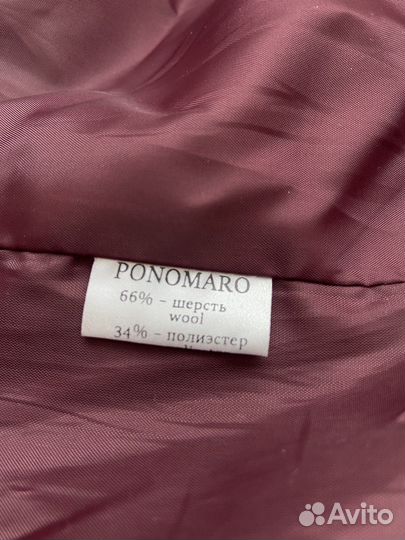 PONOMARO
66% - шерсть
wool
34% - полиэстер
Avito